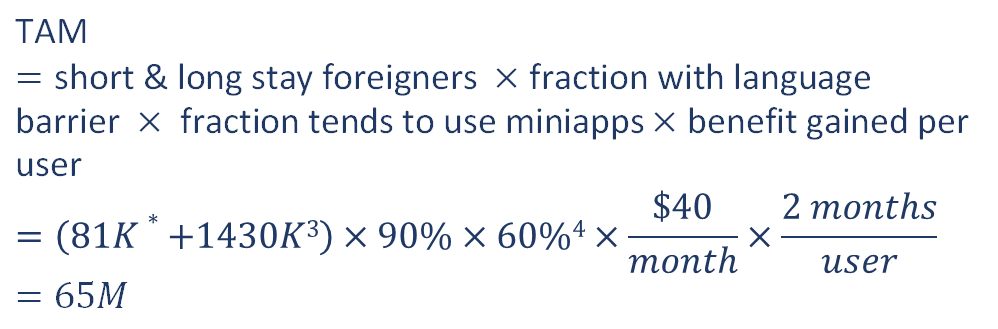 TAM
= short & long stay foreigners × fraction with language
barrier × fraction tends to use miniapps × benefit gained per
user
= (81K * +1430K³) × 90% × 60%⁴ × $40/month × 2 months/user
= 65M